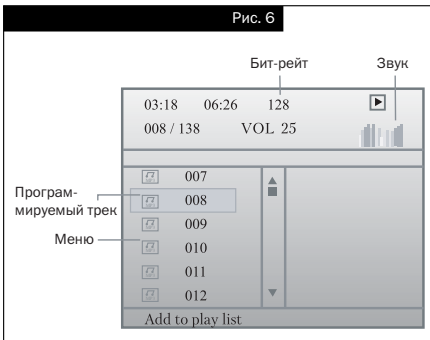 Рис. 6
Бит-рейт Звук
03:18 06:26 128
008 / 138 VOL 25
007
Програм-
мируемый трек
008
009
Меню
010
011
012
Add to play list